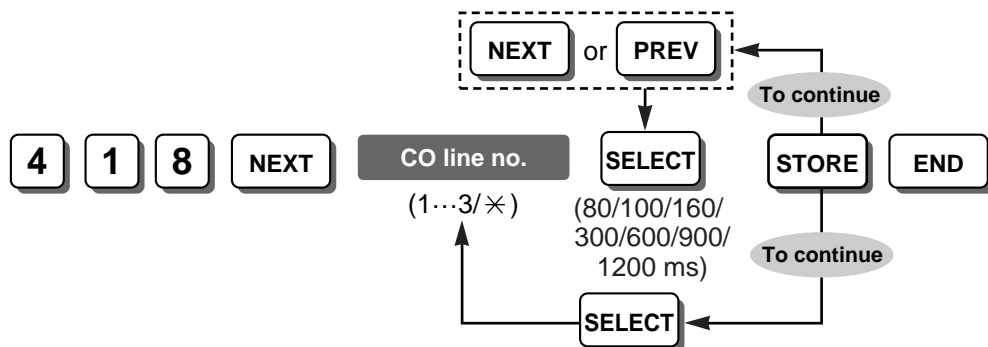 NEXT or PREV
To continue
4 1 8 NEXT CO line no. SELECT STORE END
(1···3/✳) (80/100/160/
300/600/900/
1200 ms)
To continue
SELECT